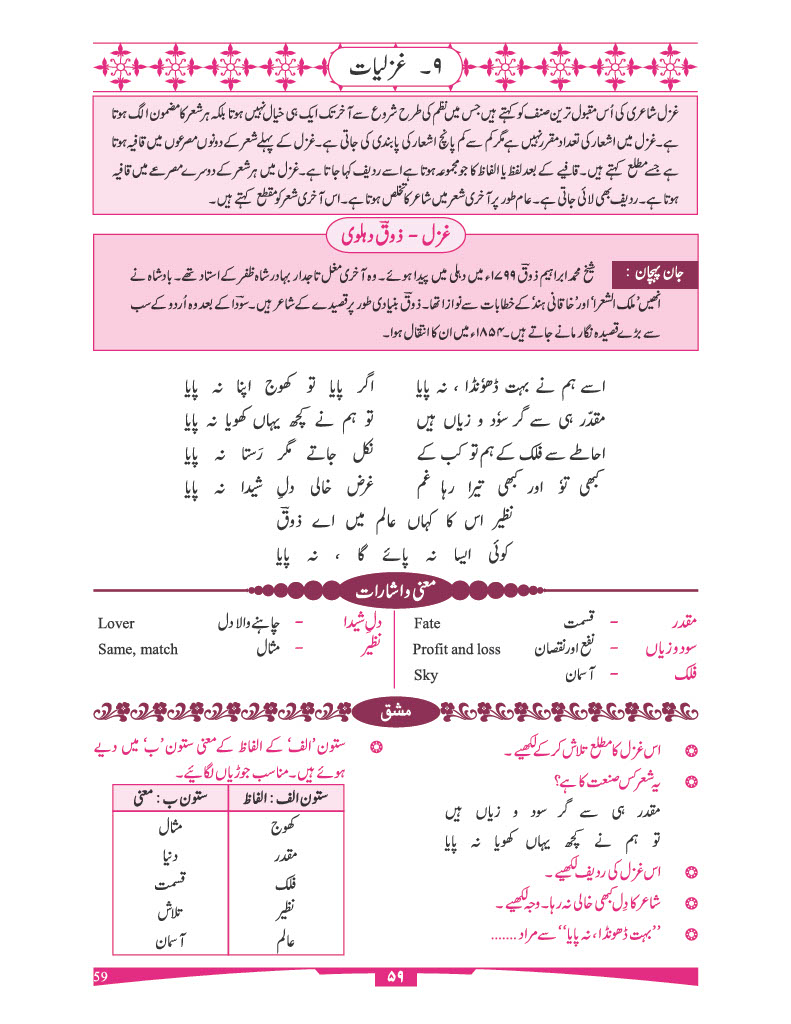 ۹۔ غزلیات
غزل شاعری کی اُس مقبول ترین صنف کو کہتے ہیں جس میں نظم کی طرح شروع سے آخر تک ایک ہی خیال نہیں ہوتا بلکہ ہر شعر کا مضمون الگ ہوتا
ہے۔ غزل میں اشعار کی تعداد مقرر نہیں ہے مگر کم سے کم پانچ اشعار کی پابندی کی جاتی ہے۔ غزل کے پہلے شعر کے دونوں مصرعوں میں قافیہ ہوتا
ہے جسے مطلع کہتے ہیں۔ قافیے کے بعد لفظ یا الفاظ کا جو مجموعہ ہوتا ہے اسے ردیف کہا جاتا ہے۔ غزل میں ہر شعر کے دوسرے مصرعے میں قافیہ
ہوتا ہے۔ ردیف بھی لائی جاتی ہے۔ عام طور پر آخری شعر میں شاعر کا تخلص ہوتا ہے۔ اس آخری شعر کو مقطع کہتے ہیں۔
غزل - ذوقؔ دہلوی
جان پہچان : شیخ محمد ابراہیم ذوقؔ ۱۷۹۹ء میں دہلی میں پیدا ہوئے۔ وہ آخری مغل تاجدار بہادر شاہ ظفر کے استاد تھے۔ بادشاہ نے
انھیں ’ملک الشعرا‘ اور ’خاقانی ہند‘ کے خطابات سے نوازا تھا۔ ذوقؔ بنیادی طور پر قصیدے کے شاعر ہیں۔ سوداؔ کے بعد وہ اُردو کے سب
سے بڑے قصیدہ نگار مانے جاتے ہیں۔ ۱۸۵۴ء میں ان کا انتقال ہوا۔
اسے ہم نے بہت ڈھونڈا ، نہ پایا اگر پایا تو کھوج اپنا نہ پایا
مقدّر ہی سے گر سوٗد و زیاں ہیں تو ہم نے کچھ یہاں کھویا نہ پایا
احاطے سے فلک کے ہم تو کب کے نکل جاتے مگر رَستا نہ پایا
کبھی توٗ اور کبھی تیرا رہا غم غرض خالی دلِ شیدا نہ پایا
نظیر اس کا کہاں عالم میں اے ذوقؔ
کوئی ایسا نہ پائے گا ، نہ پایا
معنی و اشارات
مقدر - قسمت Fate
سود و زیاں - نفع اور نقصان Profit and loss
فلک - آسمان Sky
دلِ شیدا - چاہنے والا دل Lover
نظیر - مثال Same, match
مشق
اس غزل کا مطلع تلاش کر کے لکھیے۔
یہ شعر کس صنعت کا ہے؟
مقدر ہی سے گر سود و زیاں ہیں
تو ہم نے کچھ یہاں کھویا نہ پایا
اس غزل کی ردیف لکھیے۔
شاعر کا دِل کبھی خالی نہ رہا۔ وجہ لکھیے۔
’’بہت ڈھونڈا، نہ پایا‘‘ سے مراد .......
ستون ’الف‘ کے الفاظ کے معنی ستون ’ب‘ میں دیے
ہوئے ہیں۔ مناسب جوڑیاں لگائیے۔
ستون الف : الفاظ ستون ب : معنی
کھوج مثال
مقدر دنیا
فلک قسمت
نظیر تلاش
عالم آسمان
59 ۵۹